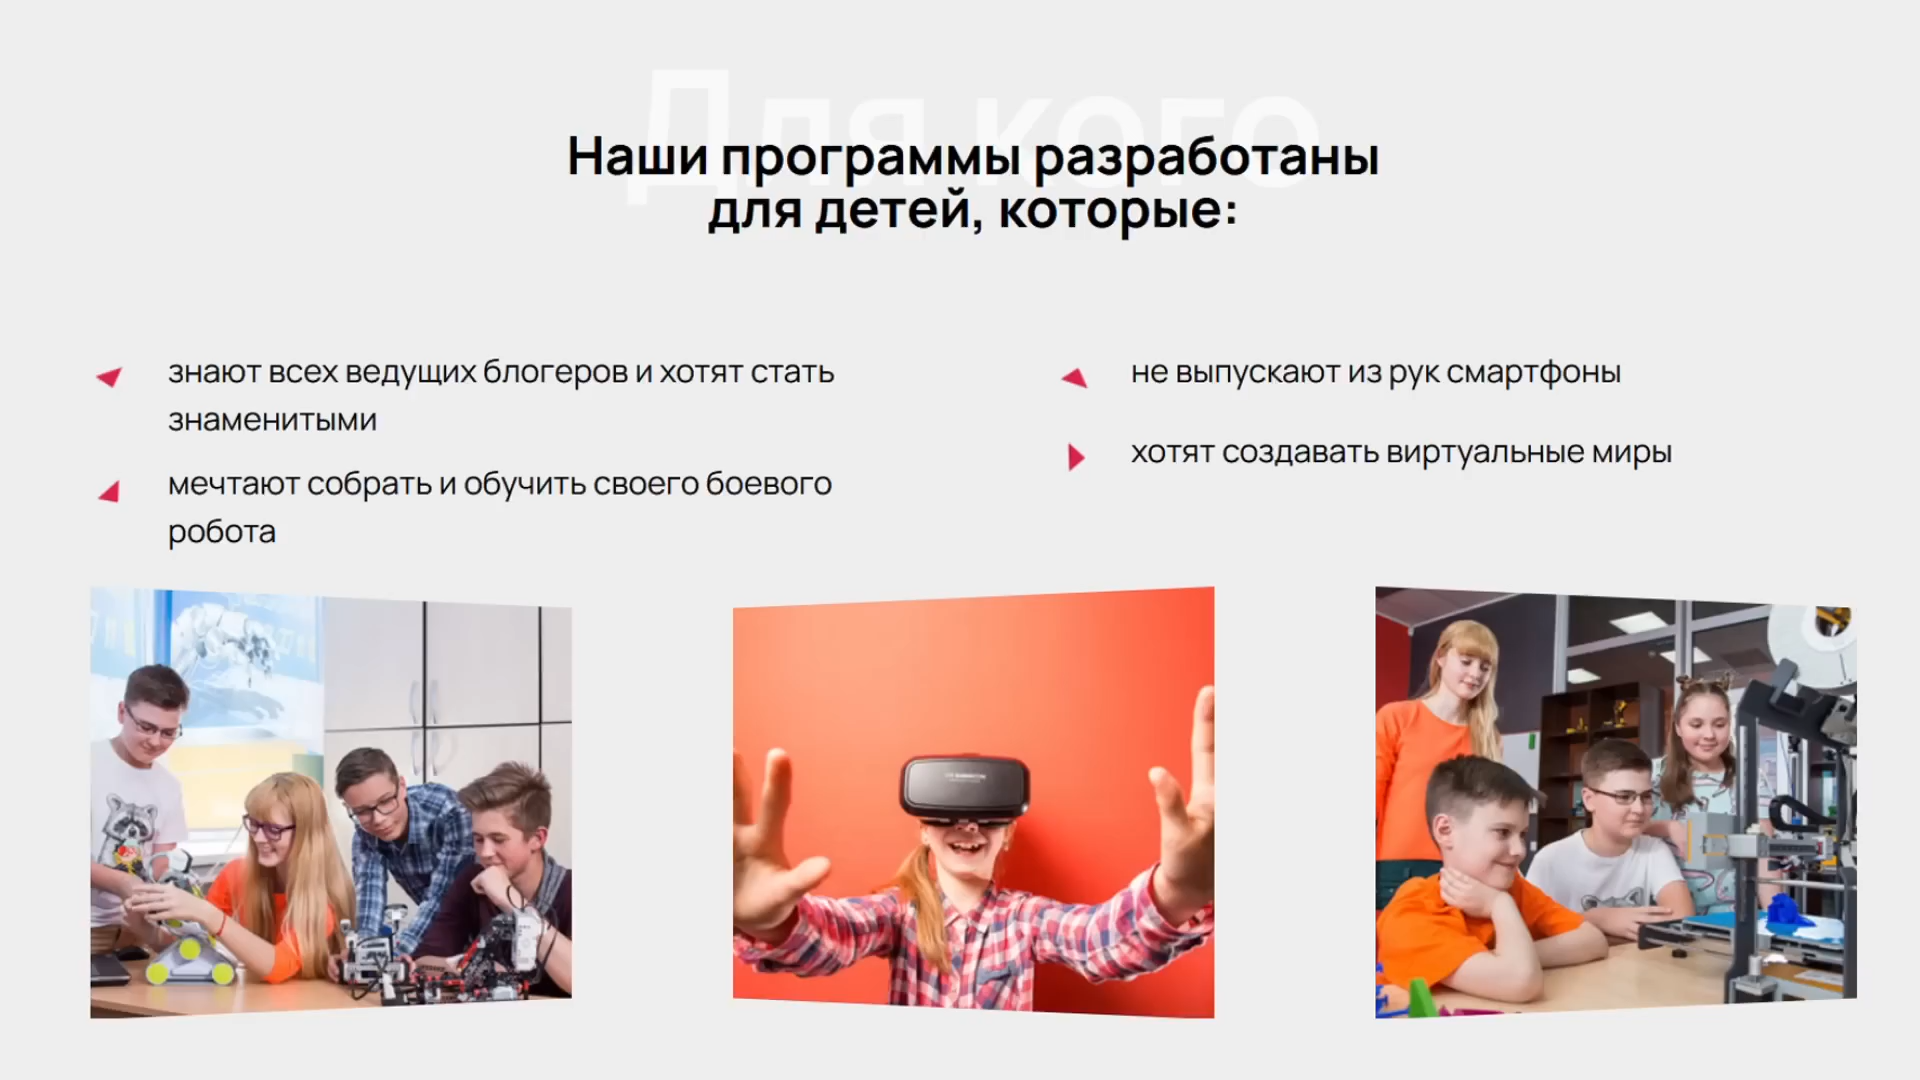 Для кого
Наши программы разработаны
для детей, которые:
знают всех ведущих блогеров и хотят стать
знаменитыми
мечтают собрать и обучить своего боевого
робота
не выпускают из рук смартфоны
хотят создавать виртуальные миры